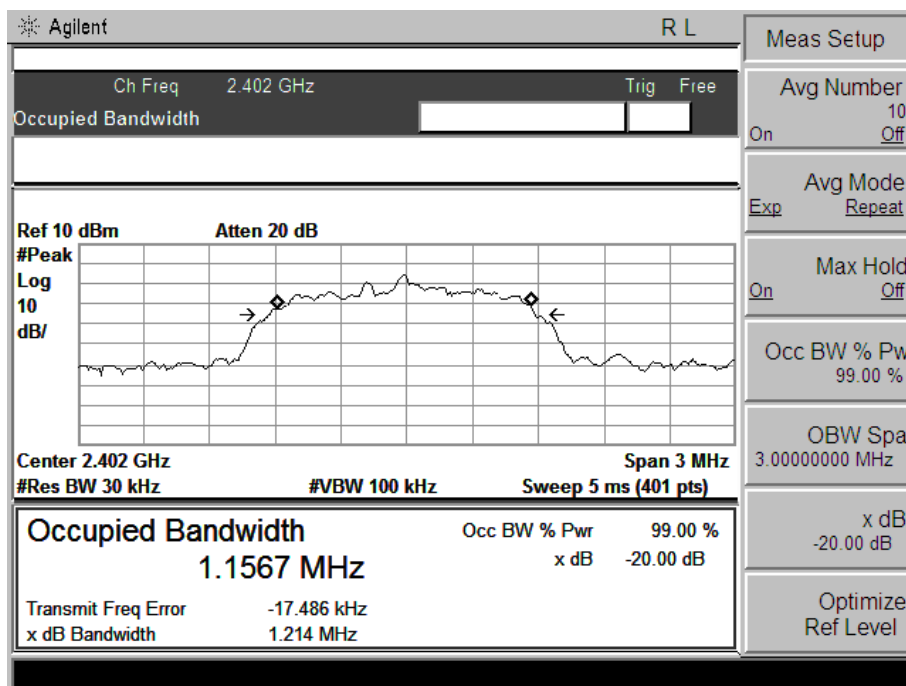 Agilent R L
Ch Freq 2.402 GHz Trig Free
Occupied Bandwidth
Ref 10 dBm Atten 20 dB
#Peak
Log
10
dB/
Center 2.402 GHz Span 3 MHz
#Res BW 30 kHz #VBW 100 kHz Sweep 5 ms (401 pts)
Occupied Bandwidth
1.1567 MHz
Occ BW % Pwr 99.00 %
x dB -20.00 dB
Transmit Freq Error -17.486 kHz
x dB Bandwidth 1.214 MHz
Meas Setup
Avg Number
10
On Off
Avg Mode
Exp Repeat
Max Hold
On Off
Occ BW % Pw
99.00 %
OBW Spa
3.00000000 MHz
x dB
-20.00 dB
Optimize
Ref Level